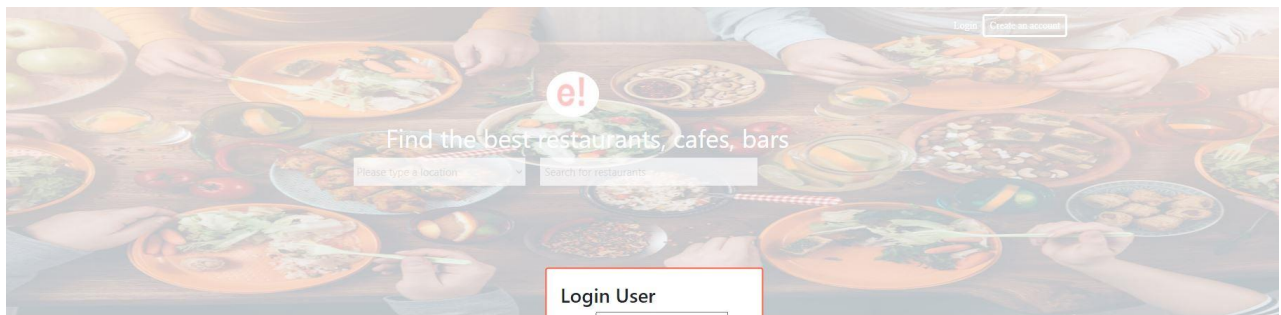 Login Create an account
e!
Find the best restaurants, cafes, bars
Please type a location Search for restaurants
Login User